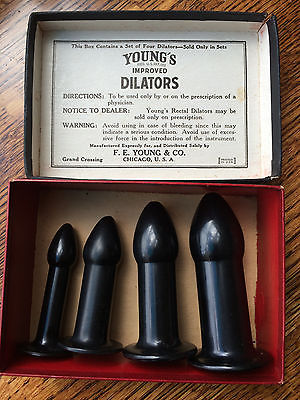 This Box Contains a Set of Four Dilators—Sold Only in Sets
YOUNG'S
IMPROVED
DILATORS
DIRECTIONS: To be used only by or on the prescription of a
physician.
NOTICE TO DEALER: Young's Rectal Dilators may be
sold only on prescription.
WARNING: Avoid using in case of bleeding since this may
indicate a serious condition. Avoid use of exces-
sive force in the introduction of the instrument.
Manufactured Expressly for, and Distributed Solely by
F. E. YOUNG & CO.
Grand Crossing CHICAGO, U. S. A.